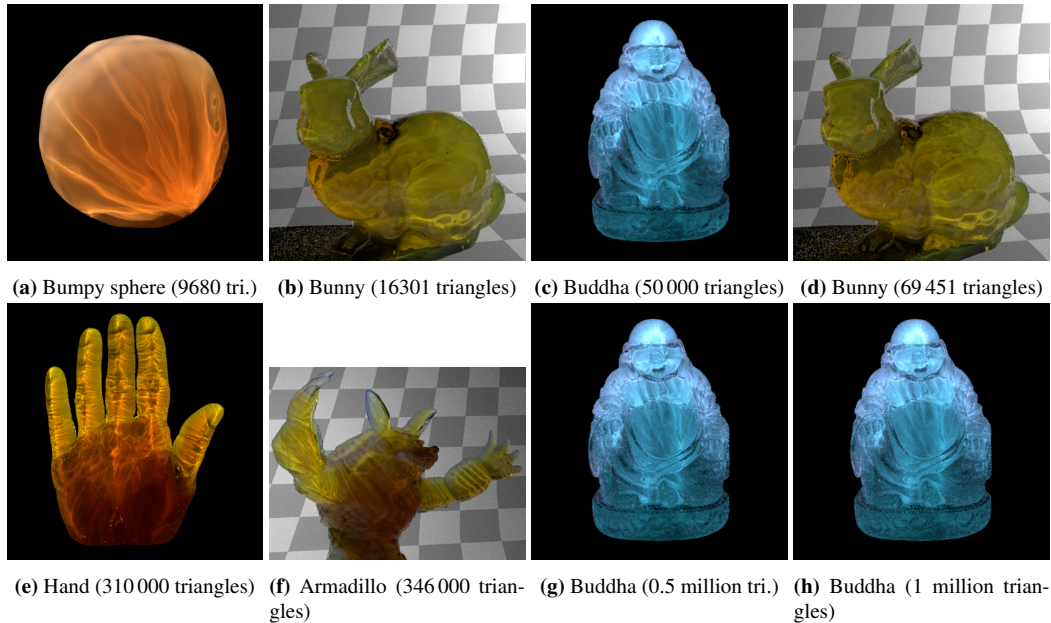 (a) Bumpy sphere (9680 tri.)
(b) Bunny (16301 triangles)
(c) Buddha (50 000 triangles)
(d) Bunny (69 451 triangles)
(e) Hand (310 000 triangles)
(f) Armadillo (346 000 trian-
gles)
(g) Buddha (0.5 million tri.)
(h) Buddha (1 million trian-
gles)